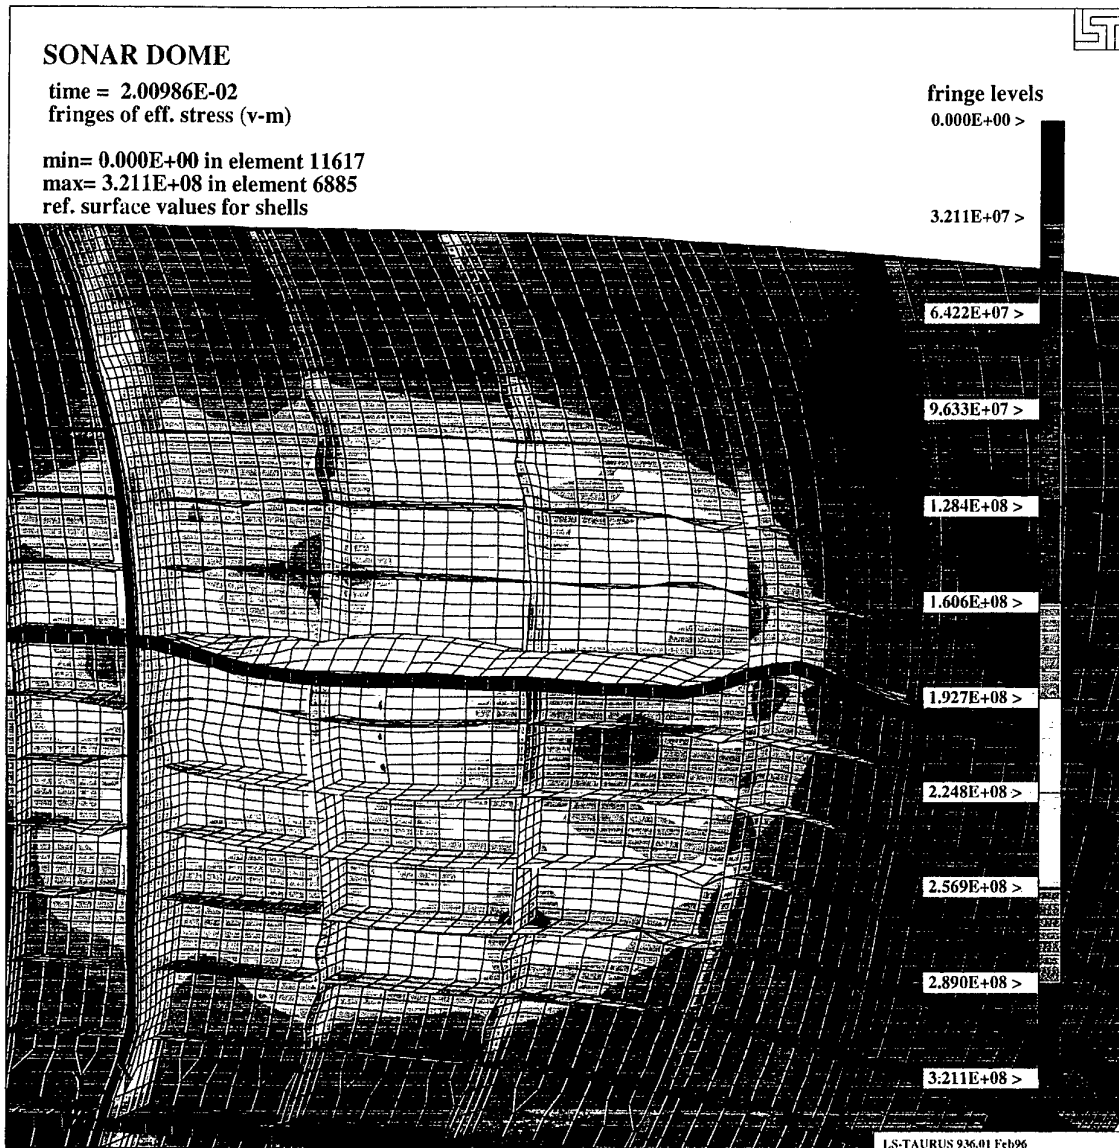 SONAR DOME
time = 2.00986E-02
fringes of eff. stress (v-m)
min= 0.000E+00 in element 11617
max= 3.211E+08 in element 6885
ref. surface values for shells
fringe levels
0.000E+00 >
3.211E+07 >
6.422E+07 >
9.633E+07 >
1.284E+08 >
1.606E+08 >
1.927E+08 >
2.248E+08 >
2.569E+08 >
2.890E+08 >
3.211E+08 >
LS-TAURUS 936.01 Feb96